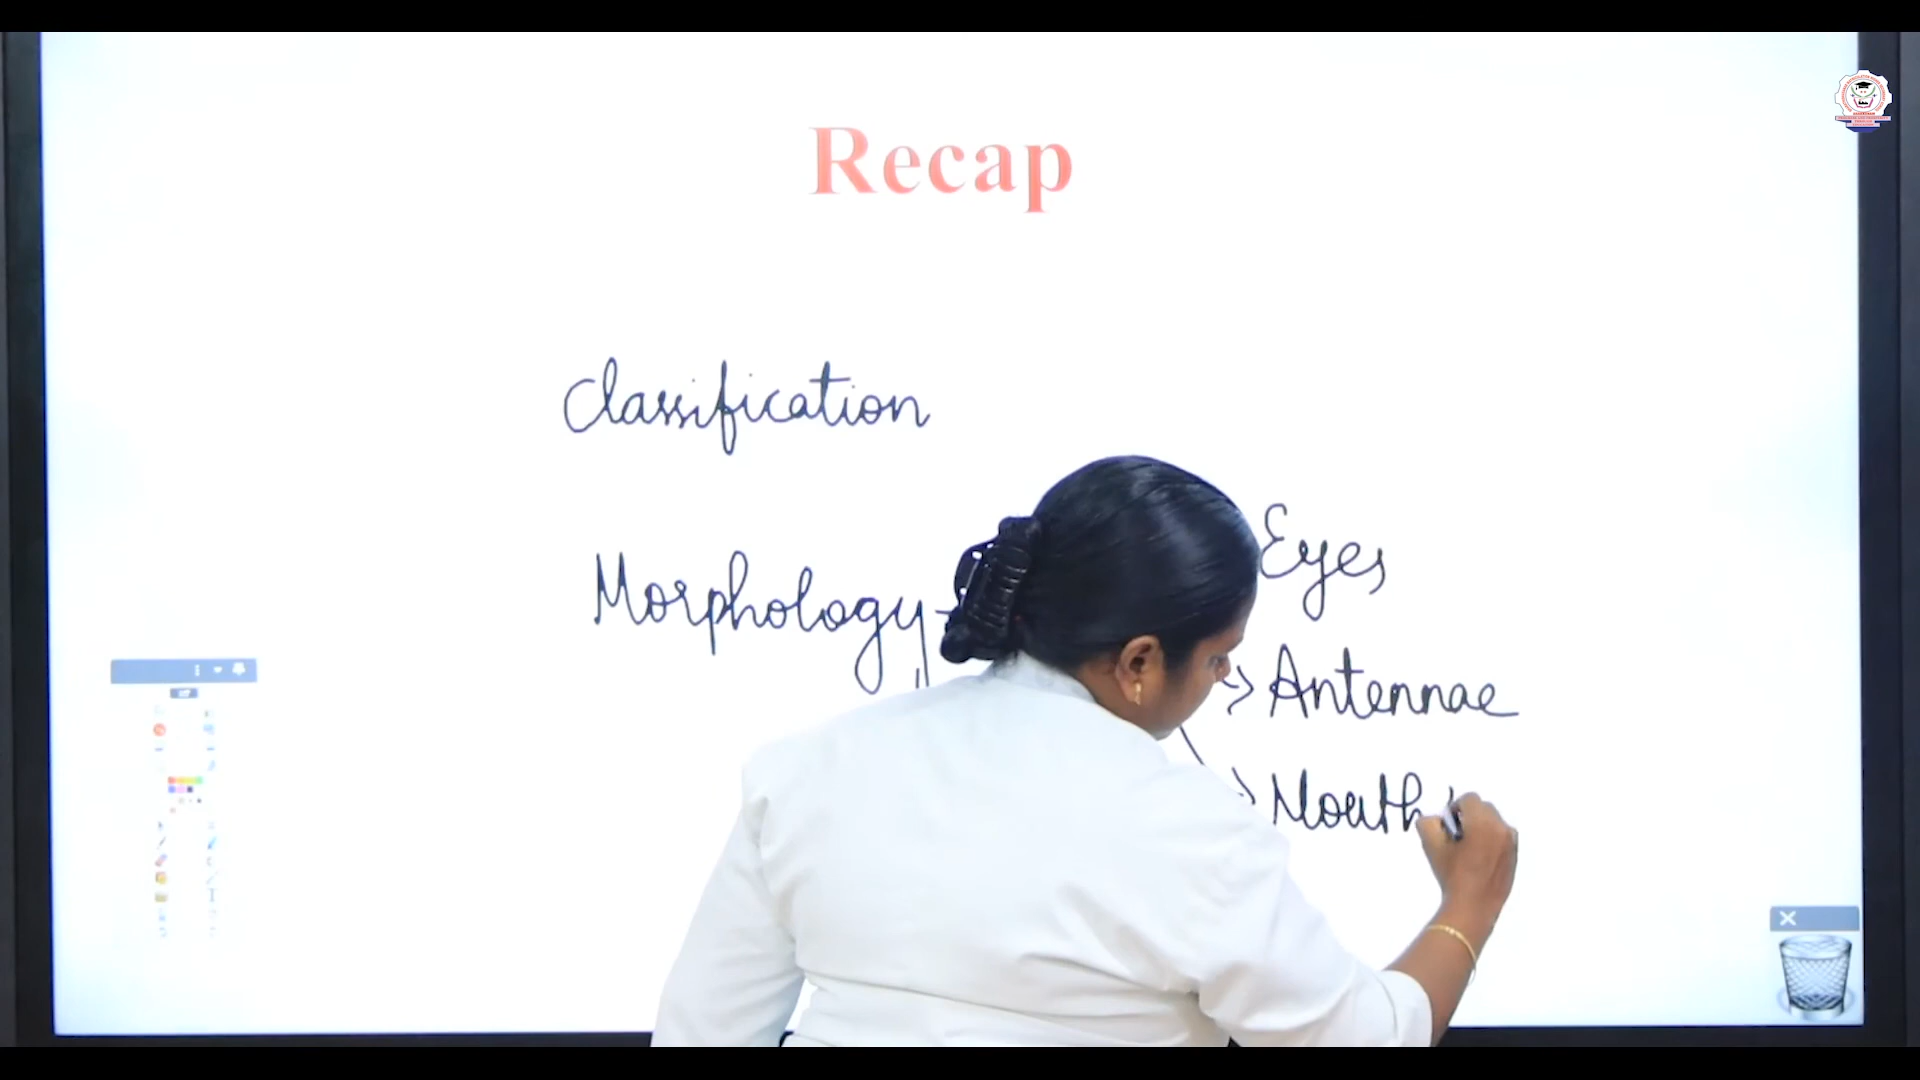 Recap
Classification
Eyes
Morphology
Antennae
Mouth